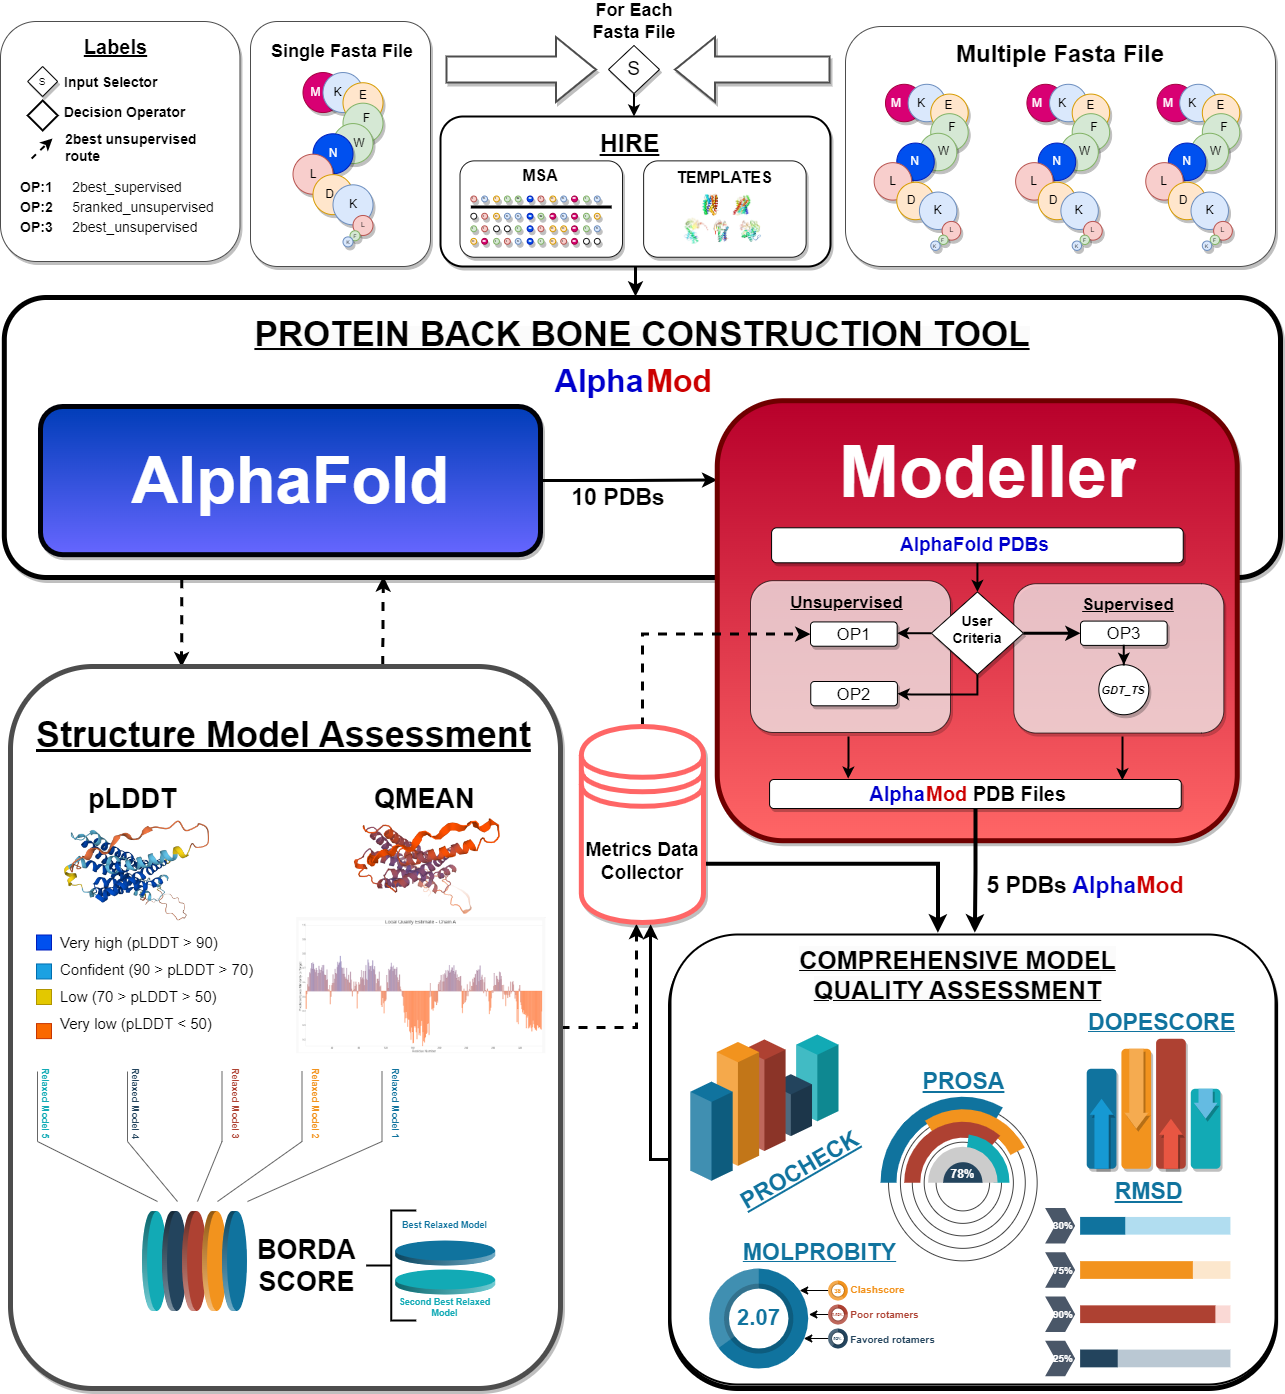 Labels
S
Input Selector
Decision Operator
2best unsupervised
route
OP:1 2best_supervised
OP:2 5ranked_unsupervised
OP:3 2best_unsupervised
Single Fasta File
M K E
F
W
N
L
D
K
L
F
K
For Each
Fasta File
S
Multiple Fasta File
M K E
F
W
N
L
D
K
L
F
K
M K E
F
W
N
L
D
K
L
F
K
M K E
F
W
N
L
D
K
L
F
K
HIRE
MSA
TEMPLATES
PROTEIN BACK BONE CONSTRUCTION TOOL
AlphaMod
AlphaFold
10 PDBs
Modeller
AlphaFold PDBs
Unsupervised
Supervised
User
Criteria
OP1
OP2
OP3
GDT_TS
AlphaMod PDB Files
5 PDBs AlphaMod
Metrics Data
Collector
Structure Model Assessment
pLDDT
QMEAN
Local Quality Estimate - Chain A
Very high (pLDDT > 90)
Confident (90 > pLDDT > 70)
Low (70 > pLDDT > 50)
Very low (pLDDT < 50)
Relaxed Model 5
Relaxed Model 4
Relaxed Model 3
Relaxed Model 2
Relaxed Model 1
BORDA
SCORE
Best Relaxed Model
Second Best Relaxed
Model
COMPREHENSIVE MODEL
QUALITY ASSESSMENT
PROCHECK
PROSA
78%
DOPESCORE
RMSD
30%
75%
90%
25%
MOLPROBITY
2.07
Clashscore
Poor rotamers
Favored rotamers